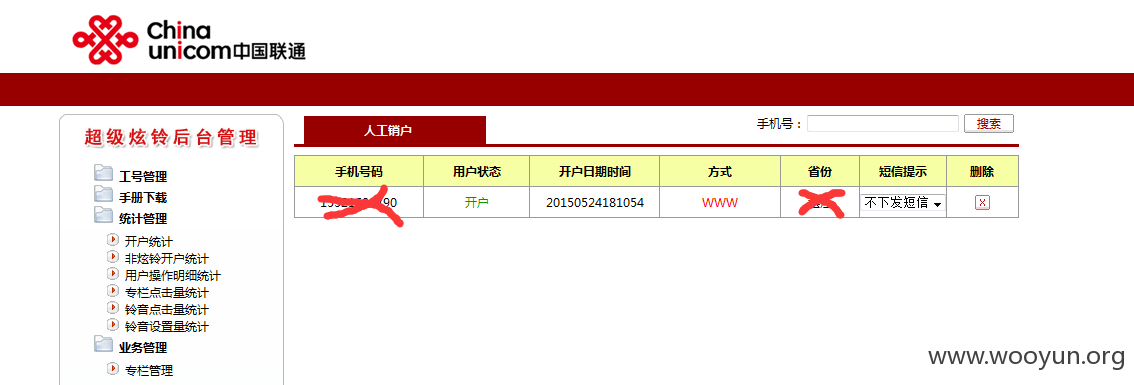 China
unicom中国联通
超级炫铃后台管理
工号管理
手册下载
统计管理
开户统计
非炫铃开户统计
用户操作明细统计
专栏点击量统计
铃音点击量统计
铃音设置量统计
业务管理
专栏管理
人工销户
手机号： 搜索
手机号码 用户状态 开户日期时间 方式 省份 短信提示 删除
开户 20150524181054 WWW 不下发短信 x
www.wooyun.org